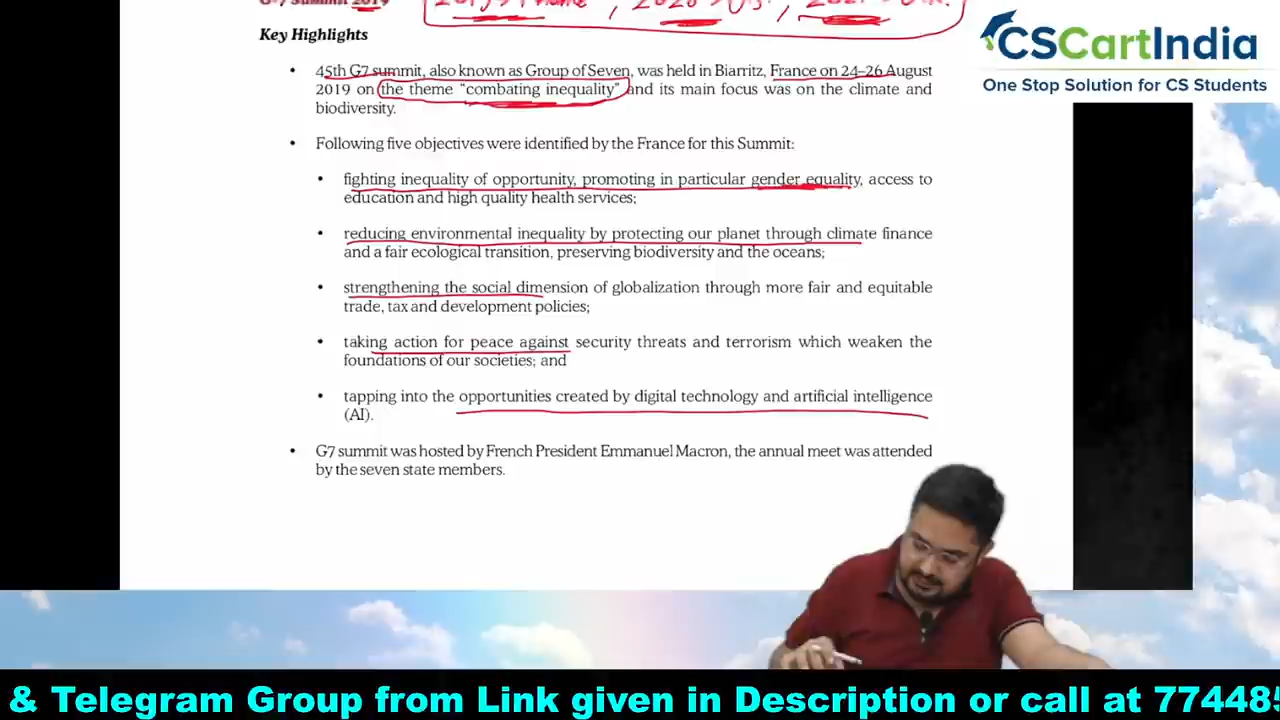 G7 Summit 2019
Key Highlights
CSCartIndia
One Stop Solution for CS Students
• 45th G7 summit, also known as Group of Seven, was held in Biarritz, France on 24–26 August
2019 on the theme “combating inequality” and its main focus was on the climate and
biodiversity.
• Following five objectives were identified by the France for this Summit:
• fighting inequality of opportunity, promoting in particular gender equality, access to
education and high quality health services;
• reducing environmental inequality by protecting our planet through climate finance
and a fair ecological transition, preserving biodiversity and the oceans;
• strengthening the social dimension of globalization through more fair and equitable
trade, tax and development policies;
• taking action for peace against security threats and terrorism which weaken the
foundations of our societies; and
• tapping into the opportunities created by digital technology and artificial intelligence
(AI).
• G7 summit was hosted by French President Emmanuel Macron, the annual meet was attended
by the seven state members.
& Telegram Group from Link given in Description or call at 77448